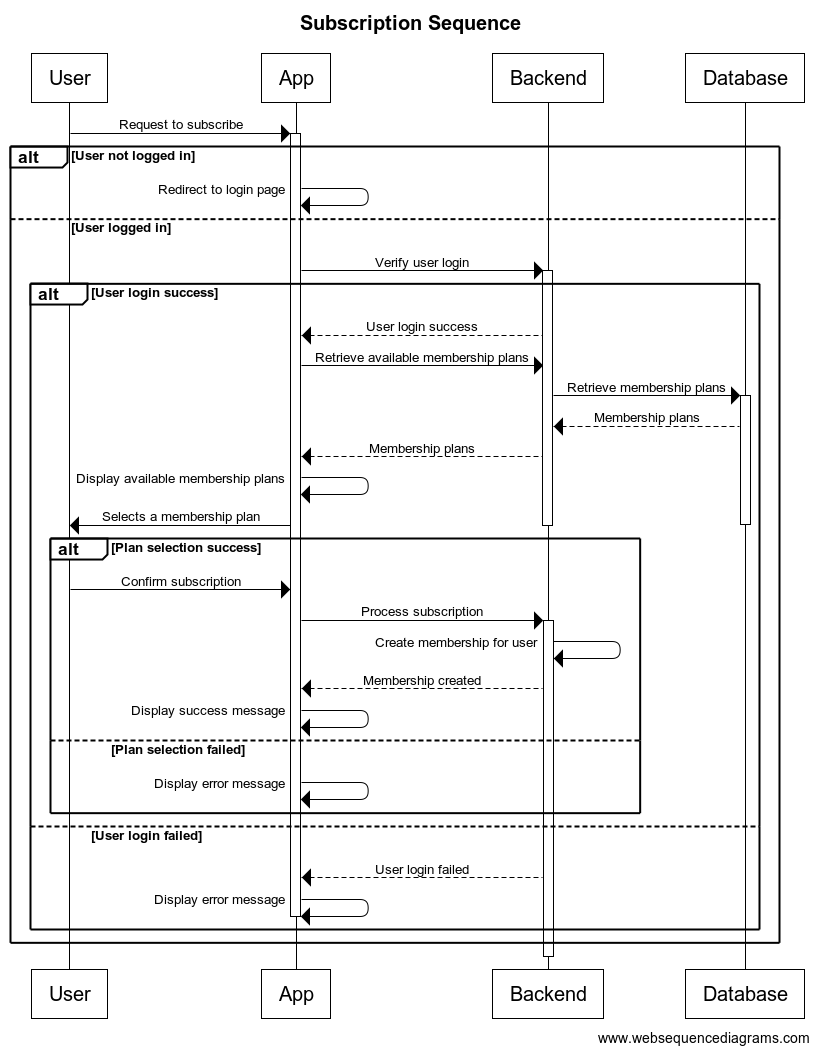 Subscription Sequence
User
App
Backend
Database
Request to subscribe
alt
[User not logged in]
Redirect to login page
[User logged in]
Verify user login
alt
[User login success]
User login success
Retrieve available membership plans
Retrieve membership plans
Membership plans
Membership plans
Display available membership plans
Selects a membership plan
alt
[Plan selection success]
Confirm subscription
Process subscription
Create membership for user
Membership created
Display success message
[Plan selection failed]
Display error message
[User login failed]
User login failed
Display error message
User
App
Backend
Database
www.websequencediagrams.com